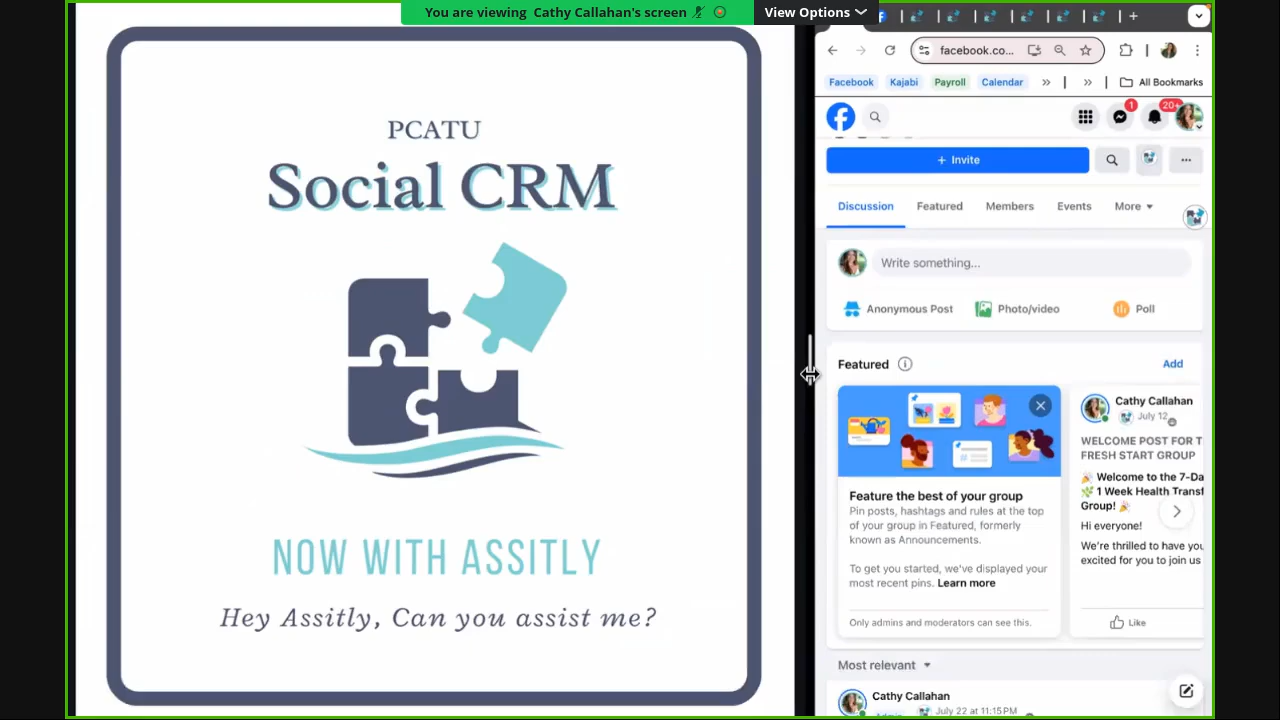 You are viewing Cathy Callahan's screen
View Options
PCATU
Social CRM
NOW WITH ASSITLY
Hey Assitly, Can you assist me?
facebook.co...
Facebook
Kajabi
Payroll
Calendar
All Bookmarks
1
20+
+ Invite
Discussion
Featured
Members
Events
More
Write something...
Anonymous Post
Photo/video
Poll
Featured
Add
Feature the best of your group
Pin posts, hashtags and rules at the top
of your group in Featured, formerly
known as Announcements.
To get you started, we've displayed your
most recent pins. Learn more
Only admins and moderators can see this.
Cathy Callahan
July 12
WELCOME POST FOR T
FRESH START GROUP
🎉 Welcome to the 7-Da
🌿 1 Week Health Transf
Group! 🎉
Hi everyone!
We're thrilled to have you
excited for you to join us
Like
Most relevant
Cathy Callahan
July 22 at 11:15 PM